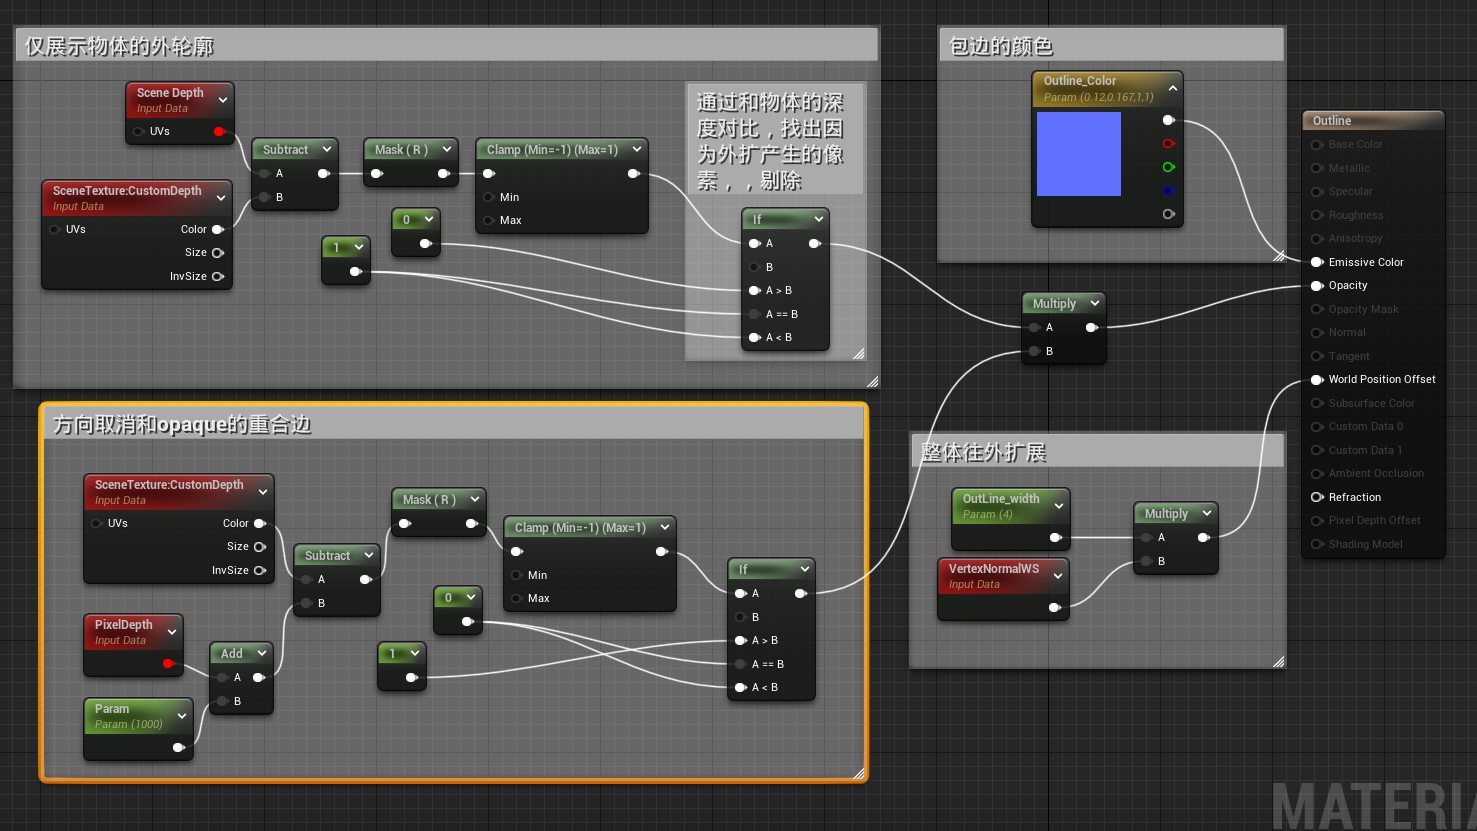 仅展示物体的外轮廓
Scene Depth
Input Data
UVs
SceneTexture:CustomDepth
Input Data
UVs
Color
Size
InvSize
Subtract
A
B
Mask ( R )
Clamp (Min=-1) (Max=1)
Min
Max
0
1
通过和物体的深
度对比，找出因
为外扩产生的像
素，，剔除
If
A
B
A > B
A == B
A < B
包边的颜色
Outline_Color
Param (0.12,0.167,1,1)
Multiply
A
B
Outline
Base Color
Metallic
Specular
Roughness
Anisotropy
Emissive Color
Opacity
Opacity Mask
Normal
Tangent
World Position Offset
Subsurface Color
Custom Data 0
Custom Data 1
Ambient Occlusion
Refraction
Pixel Depth Offset
Shading Model
方向取消和opaque的重合边
SceneTexture:CustomDepth
Input Data
UVs
Color
Size
InvSize
PixelDepth
Input Data
Param
Param (1000)
Add
A
B
Subtract
A
B
Mask ( R )
Clamp (Min=-1) (Max=1)
Min
Max
0
1
If
A
B
A > B
A == B
A < B
整体往外扩展
OutLine_width
Param (4)
VertexNormalWS
Input Data
Multiply
A
B